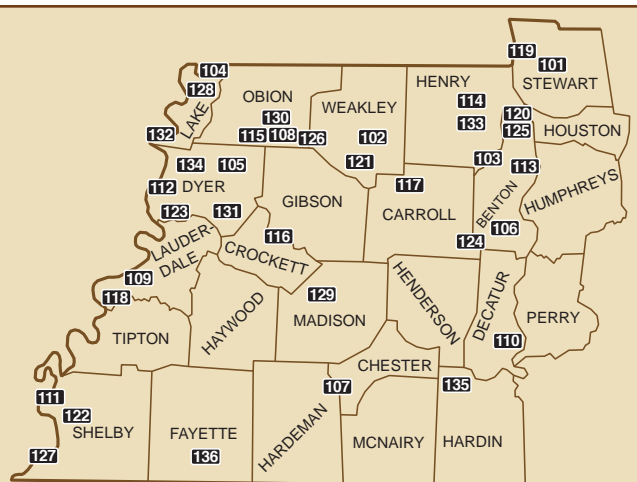 119
101
STEWART
104
128
LAKE
OBION
130
115
108
126
132
WEAKLEY
102
121
HENRY
114
133
120
125
HOUSTON
103
113
134
105
DYER
112
123
131
GIBSON
117
CARROLL
BENTON
106
124
HUMPHREYS
116
CROCKETT
LAUDER-
DALE
109
118
TIPTON
HAYWOOD
129
MADISON
HENDERSON
DECATUR
110
PERRY
CHESTER
107
135
111
122
SHELBY
127
FAYETTE
136
HARDEMAN
MCNAIRY
HARDIN